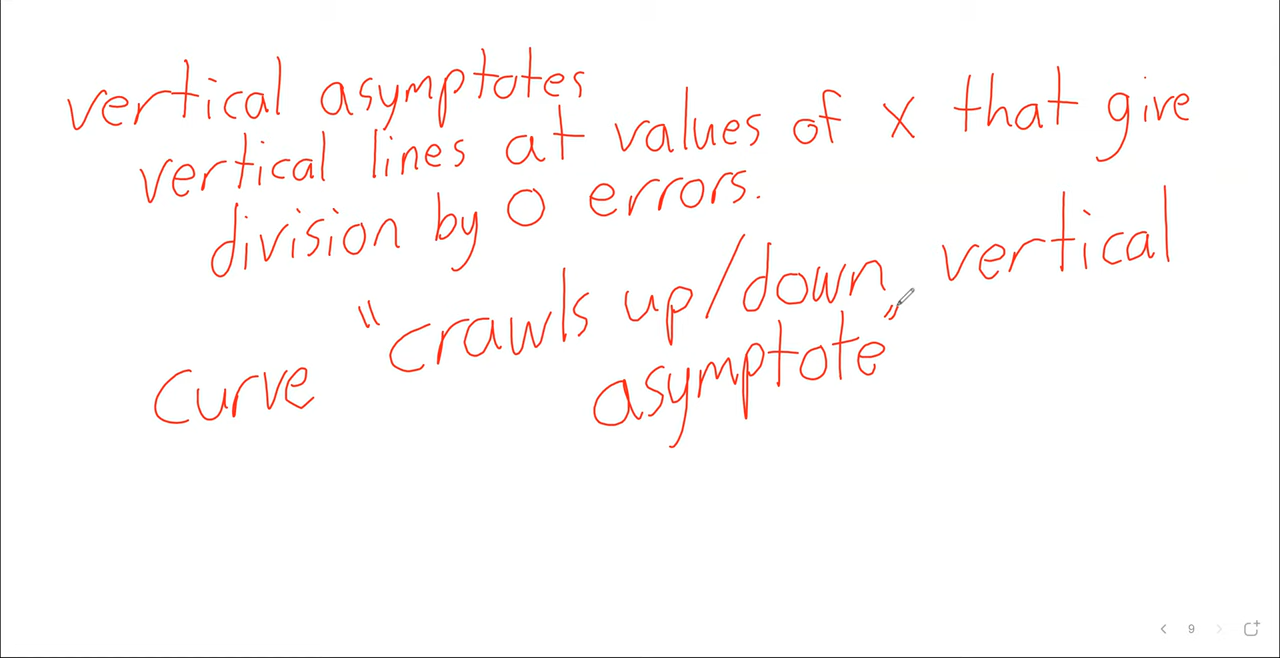 vertical asymptotes
vertical lines at values of x that give
division by 0 errors.
curve "crawls up/down" vertical
asymptote
9